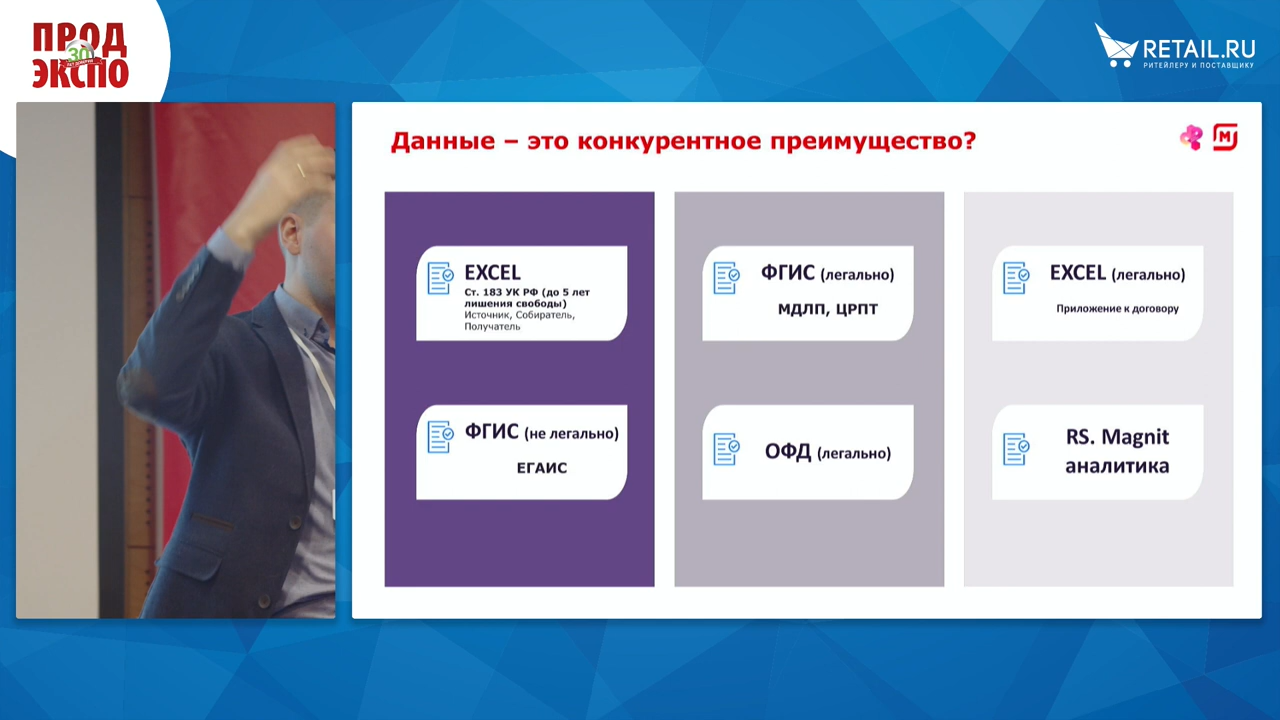 ПРОД
30
ЛЕТ ДОВЕРИЯ
ЭКСПО
RETAIL.RU
РИТЕЙЛЕРУ И ПОСТАВЩИКУ
Данные – это конкурентное преимущество?
М
EXCEL
Ст. 183 УК РФ (до 5 лет
лишения свободы)
Источник, Собиратель,
Получатель
ФГИС (не легально)
ЕГАИС
ФГИС (легально)
МДЛП, ЦРПТ
ОФД (легально)
EXCEL (легально)
Приложение к договору
RS. Magnit
аналитика